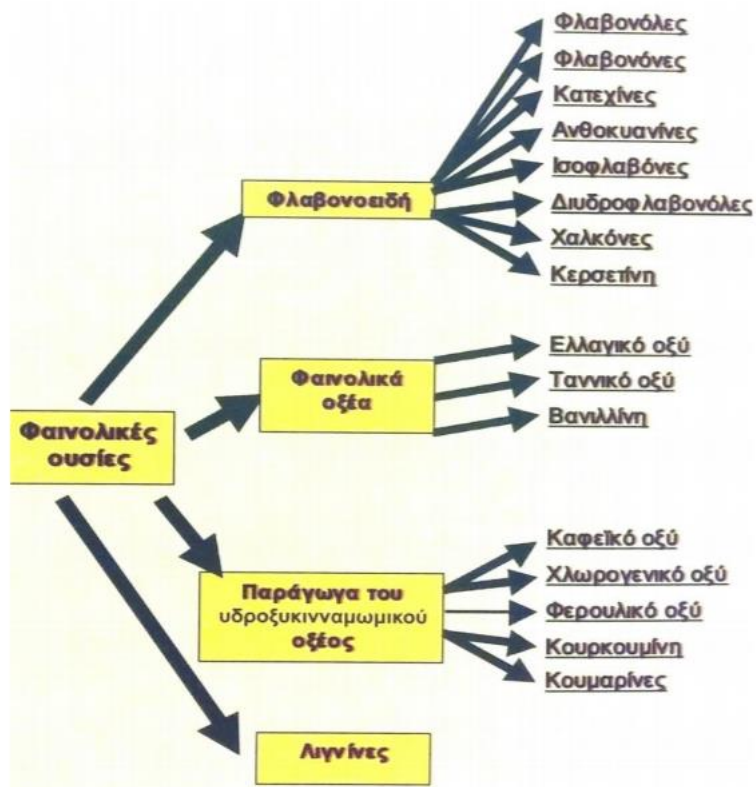 Φλαβονόλες
Φλαβονόνες
Κατεχίνες
Ανθοκυανίνες
Ισοφλαβόνες
Διυδροφλαβονόλες
Χαλκόνες
Κερσετίνη
Φλαβονοειδή
Ελλαγικό οξύ
Ταννικό οξύ
Βανιλλίνη
Φαινολικά
οξέα
Φαινολικές
ουσίες
Καφεϊκό οξύ
Χλωρογενικό οξύ
Φερουλικό οξύ
Κουρκουμίνη
Κουμαρίνες
Παράγωγα του
υδροξυκινναμωμικού
οξέος
Λιγνίνες